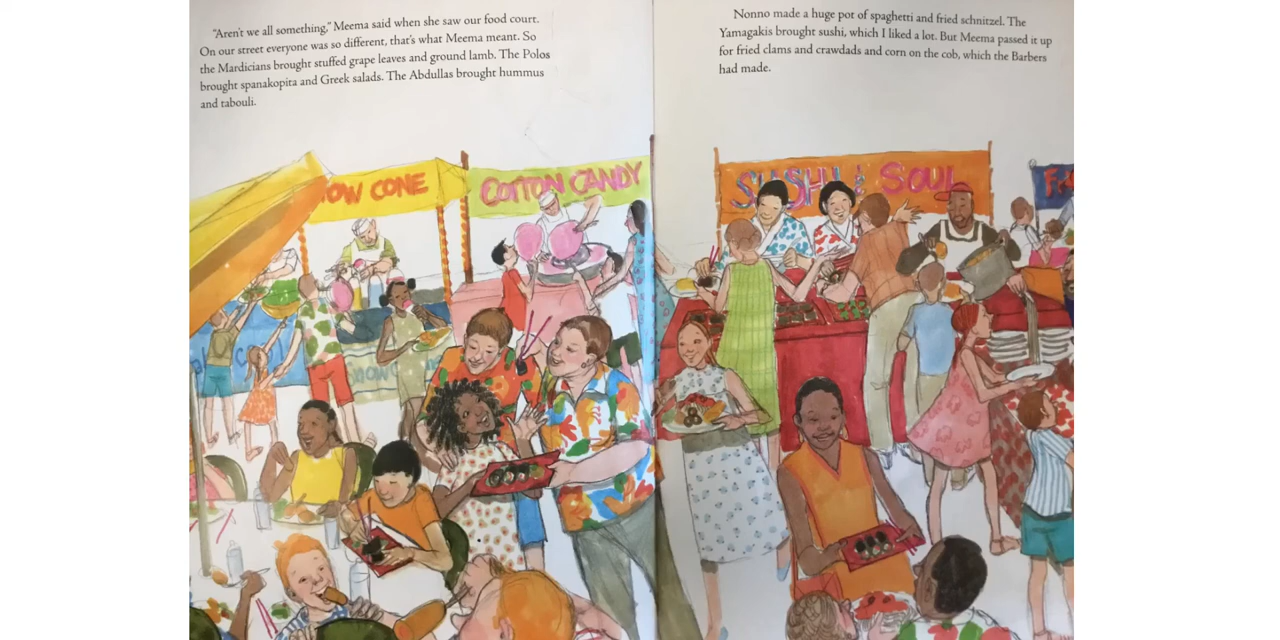 "Aren't we all something," Meema said when she saw our food court.
On our street everyone was so different, that's what Meema meant. So
the Mardicians brought stuffed grape leaves and ground lamb. The Polos
brought spanakopita and Greek salads. The Abdullas brought hummus
and tabouli.
Nonno made a huge pot of spaghetti and fried schnitzel. The
Yamagakis brought sushi, which I liked a lot. But Meema passed it up
for fried clams and crawdads and corn on the cob, which the Barbers
had made.
OW CONE
COTTON CANDY
SUSHI & SOUL